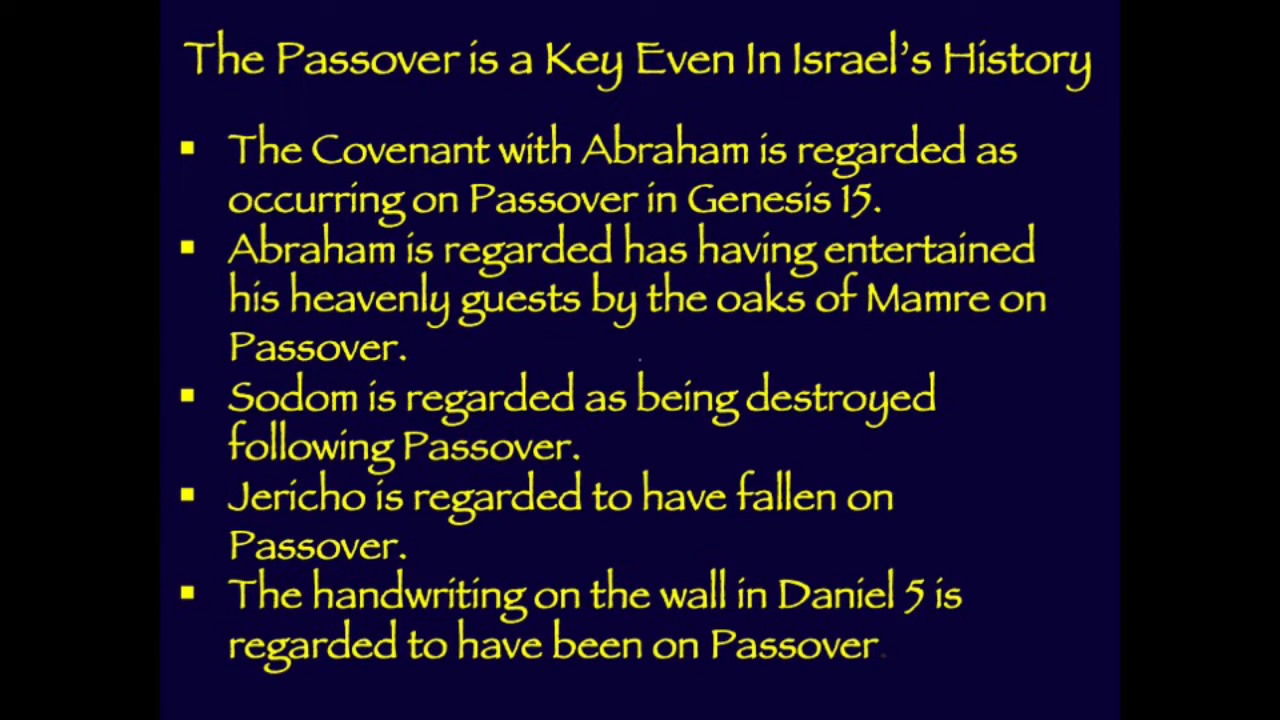 The Passover is a Key Even In Israel's History
▪ The Covenant with Abraham is regarded as
occurring on Passover in Genesis 15.
▪ Abraham is regarded has having entertained
his heavenly guests by the oaks of Mamre on
Passover.
▪ Sodom is regarded as being destroyed
following Passover.
▪ Jericho is regarded to have fallen on
Passover.
▪ The handwriting on the wall in Daniel 5 is
regarded to have been on Passover.